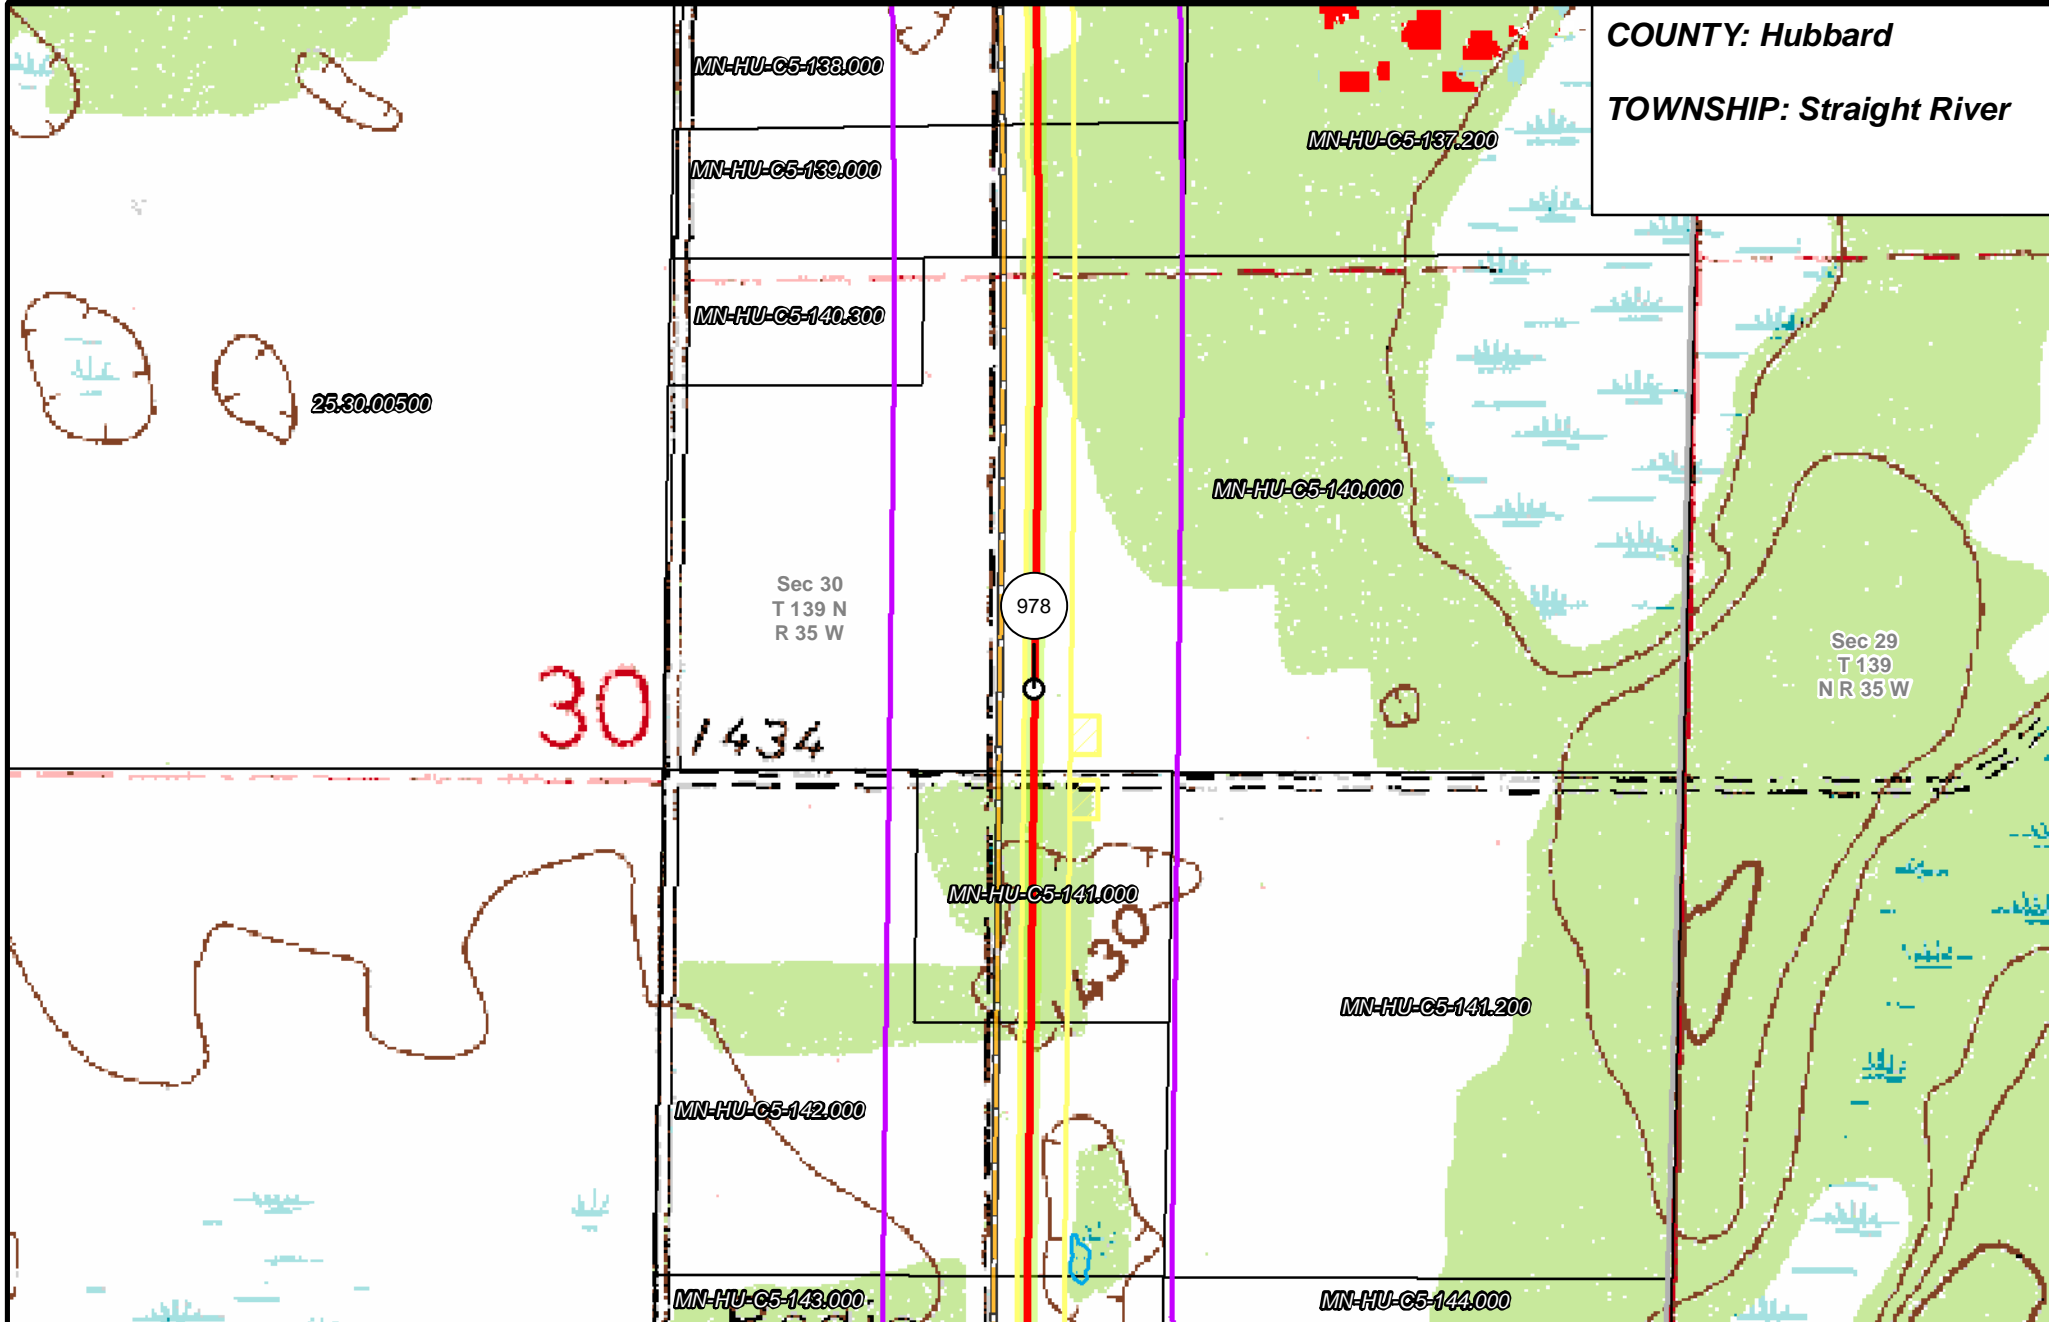 COUNTY: Hubbard
TOWNSHIP: Straight River
MN-HU-C5-138.000
MN-HU-C5-137.200
MN-HU-C5-139.000
MN-HU-C5-140.300
25.30.00500
MN-HU-C5-140.000
Sec 30
T 139 N
R 35 W
978
Sec 29
T 139
N R 35 W
30
1434
MN-HU-C5-141.000
1430
MN-HU-C5-141.200
MN-HU-C5-142.000
MN-HU-C5-143.000
MN-HU-C5-144.000